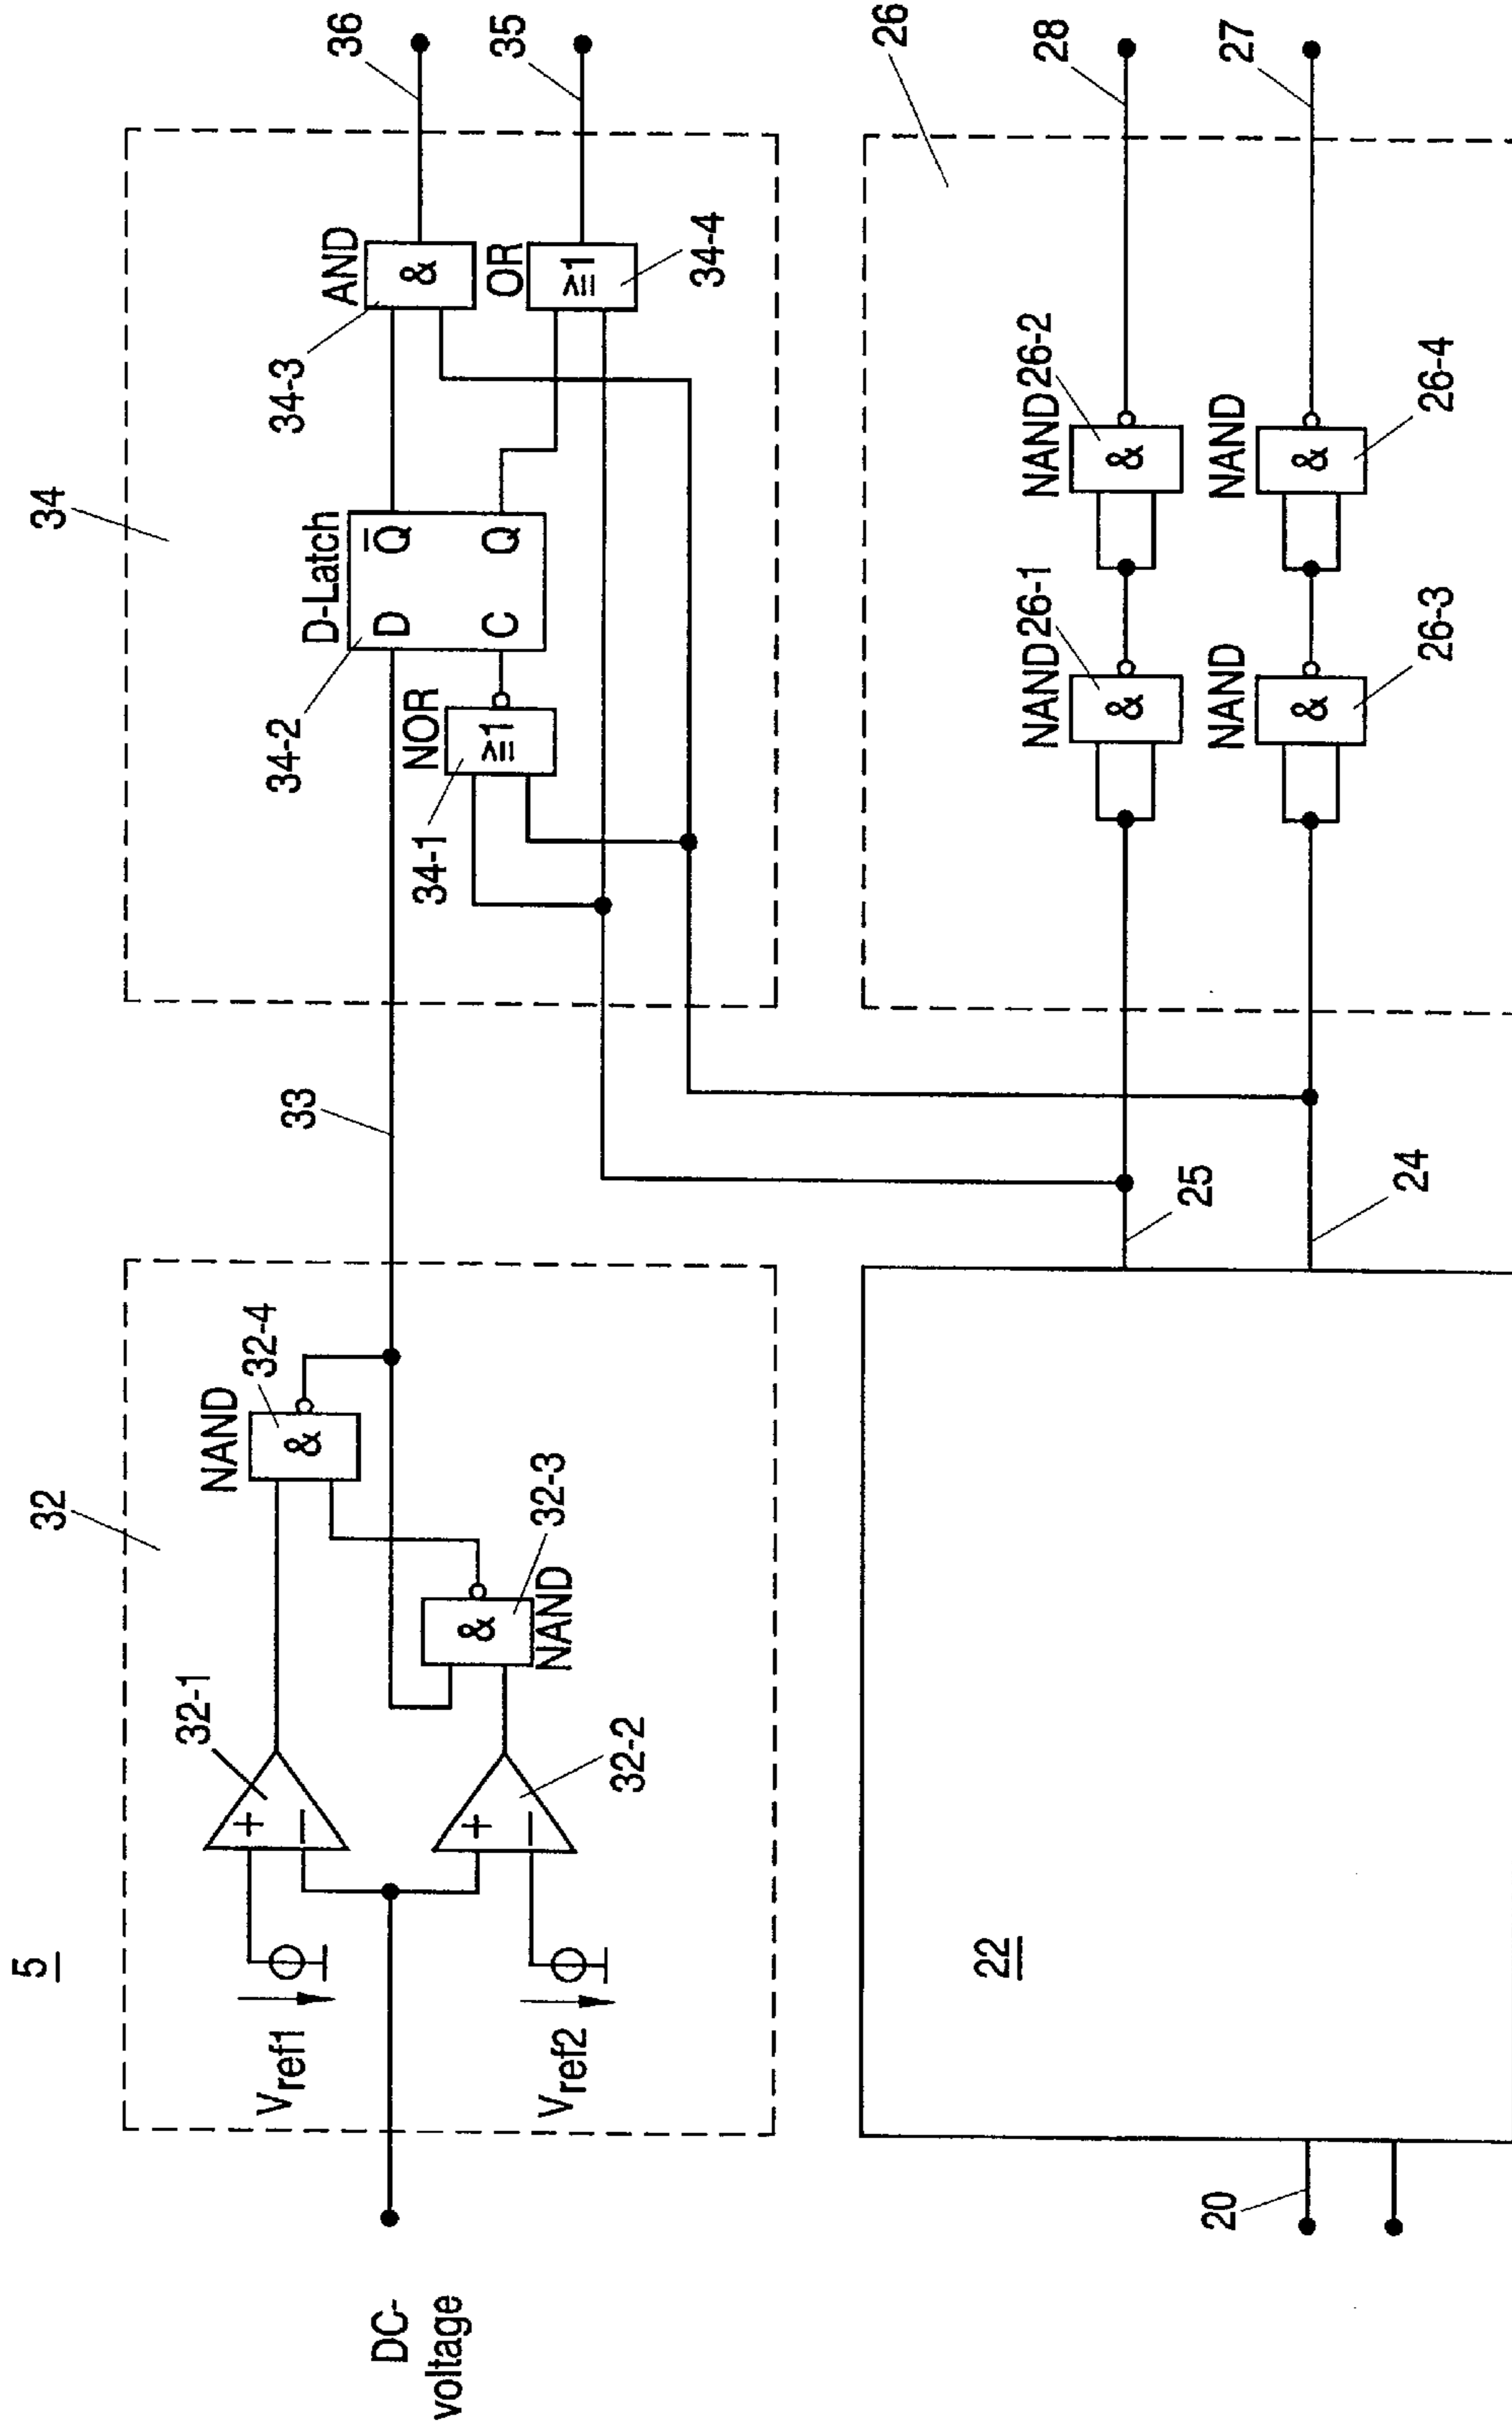 5
32
34
Vref1
Vref2
DC-
voltage
32-1
32-2
+
−
+
−
NAND
32-4
&
32-3
&
NAND
33
34-1
NOR
≥1
34-2
D-Latch
D
Q̅
C
Q
34-3
AND
&
36
OR
≥1
34-4
35
22
20
25
24
26
NAND
26-1
&
NAND
26-2
&
28
NAND
&
26-3
NAND
&
26-4
27